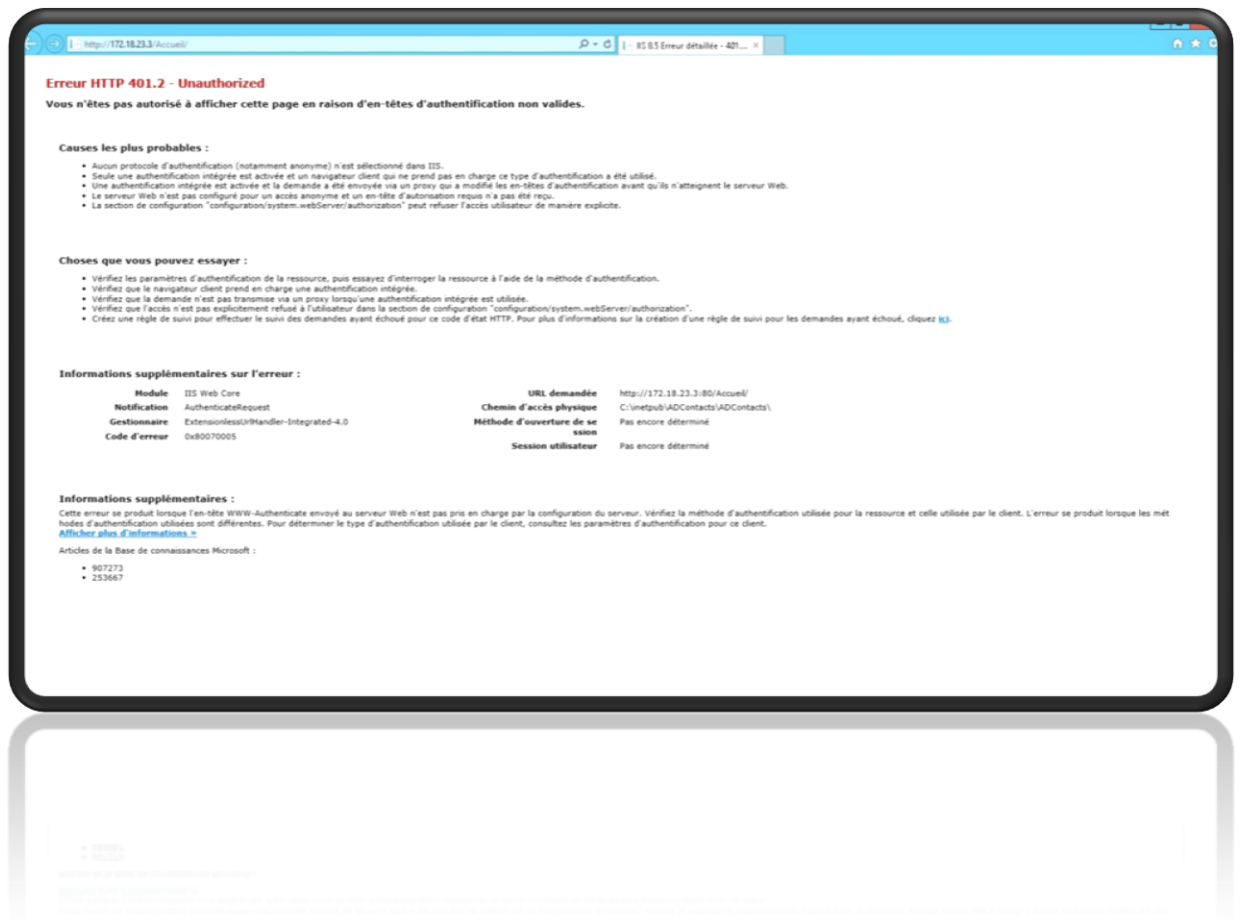 http://172.18.23.3/Accueil/
IIS 8.5 Erreur détaillée - 401....
Erreur HTTP 401.2 - Unauthorized
Vous n'êtes pas autorisé à afficher cette page en raison d'en-têtes d'authentification non valides.
Causes les plus probables :
• Aucun protocole d'authentification (notamment anonyme) n'est sélectionné dans IIS.
• Seule une authentification intégrée est activée et un navigateur client qui ne prend pas en charge ce type d'authentification a été utilisé.
• Une authentification intégrée est activée et la demande a été envoyée via un proxy qui a modifié les en-têtes d'authentification avant qu'ils n'atteignent le serveur Web.
• Le serveur Web n'est pas configuré pour un accès anonyme et un en-tête d'autorisation requis n'a pas été reçu.
• La section de configuration "configuration/system.webServer/authorization" peut refuser l'accès utilisateur de manière explicite.
Choses que vous pouvez essayer :
• Vérifiez les paramètres d'authentification de la ressource, puis essayez d'interroger la ressource à l'aide de la méthode d'authentification.
• Vérifiez que le navigateur client prend en charge une authentification intégrée.
• Vérifiez que la demande n'est pas transmise via un proxy lorsqu'une authentification intégrée est utilisée.
• Vérifiez que l'accès n'est pas explicitement refusé à l'utilisateur dans la section de configuration "configuration/system.webServer/authorization".
• Créez une règle de suivi pour effectuer le suivi des demandes ayant échoué pour ce code d'état HTTP. Pour plus d'informations sur la création d'une règle de suivi pour les demandes ayant échoué, cliquez ici.
Informations supplémentaires sur l'erreur :
Module IIS Web Core
Notification AuthenticateRequest
Gestionnaire ExtensionlessUrlHandler-Integrated-4.0
Code d'erreur 0x80070005
URL demandée http://172.18.23.3:80/Accueil/
Chemin d'accès physique C:\inetpub\ADContacts\ADContacts\
Méthode d'ouverture de se Pas encore déterminé
ssion
Session utilisateur Pas encore déterminé
Informations supplémentaires :
Cette erreur se produit lorsque l'en-tête WWW-Authenticate envoyé au serveur Web n'est pas pris en charge par la configuration du serveur. Vérifiez la méthode d'authentification utilisée pour la ressource et celle utilisée par le client. L'erreur se produit lorsque les mét
hodes d'authentification utilisées sont différentes. Pour déterminer le type d'authentification utilisée par le client, consultez les paramètres d'authentification pour ce client.
Afficher plus d'informations »
Articles de la Base de connaissances Microsoft :
• 907273
• 253667